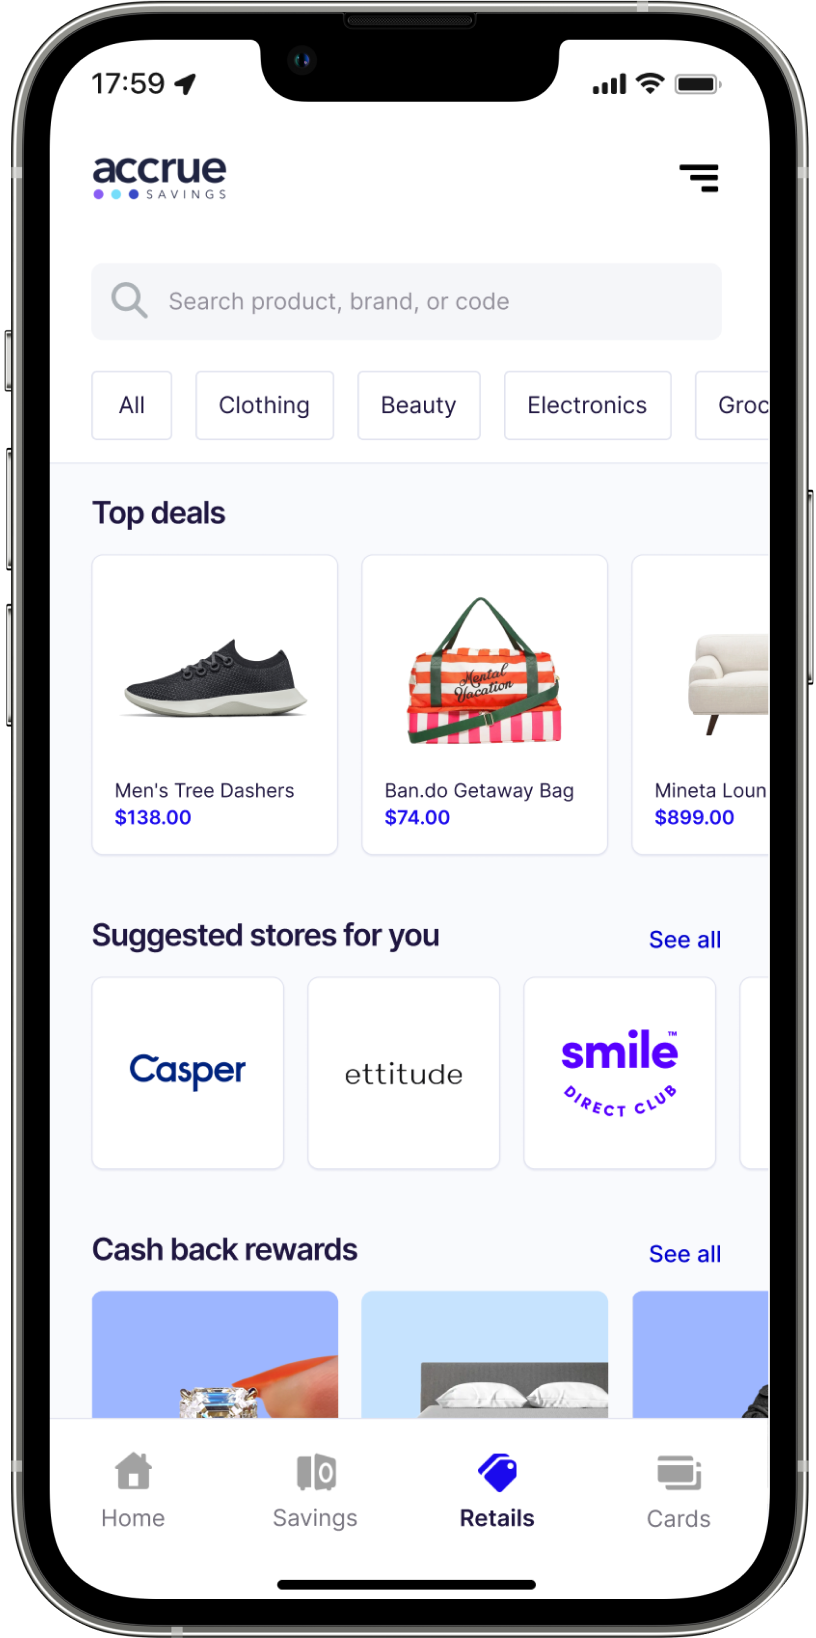 17:59
accrue
SAVINGS
Search product, brand, or code
All
Clothing
Beauty
Electronics
Groc
Top deals
Mental
Vacation
Men's Tree Dashers
$138.00
Ban.do Getaway Bag
$74.00
Mineta Loun
$899.00
Suggested stores for you
See all
Casper
ettitude
smile™
DIRECT CLUB
Cash back rewards
See all
Home
Savings
Retails
Cards